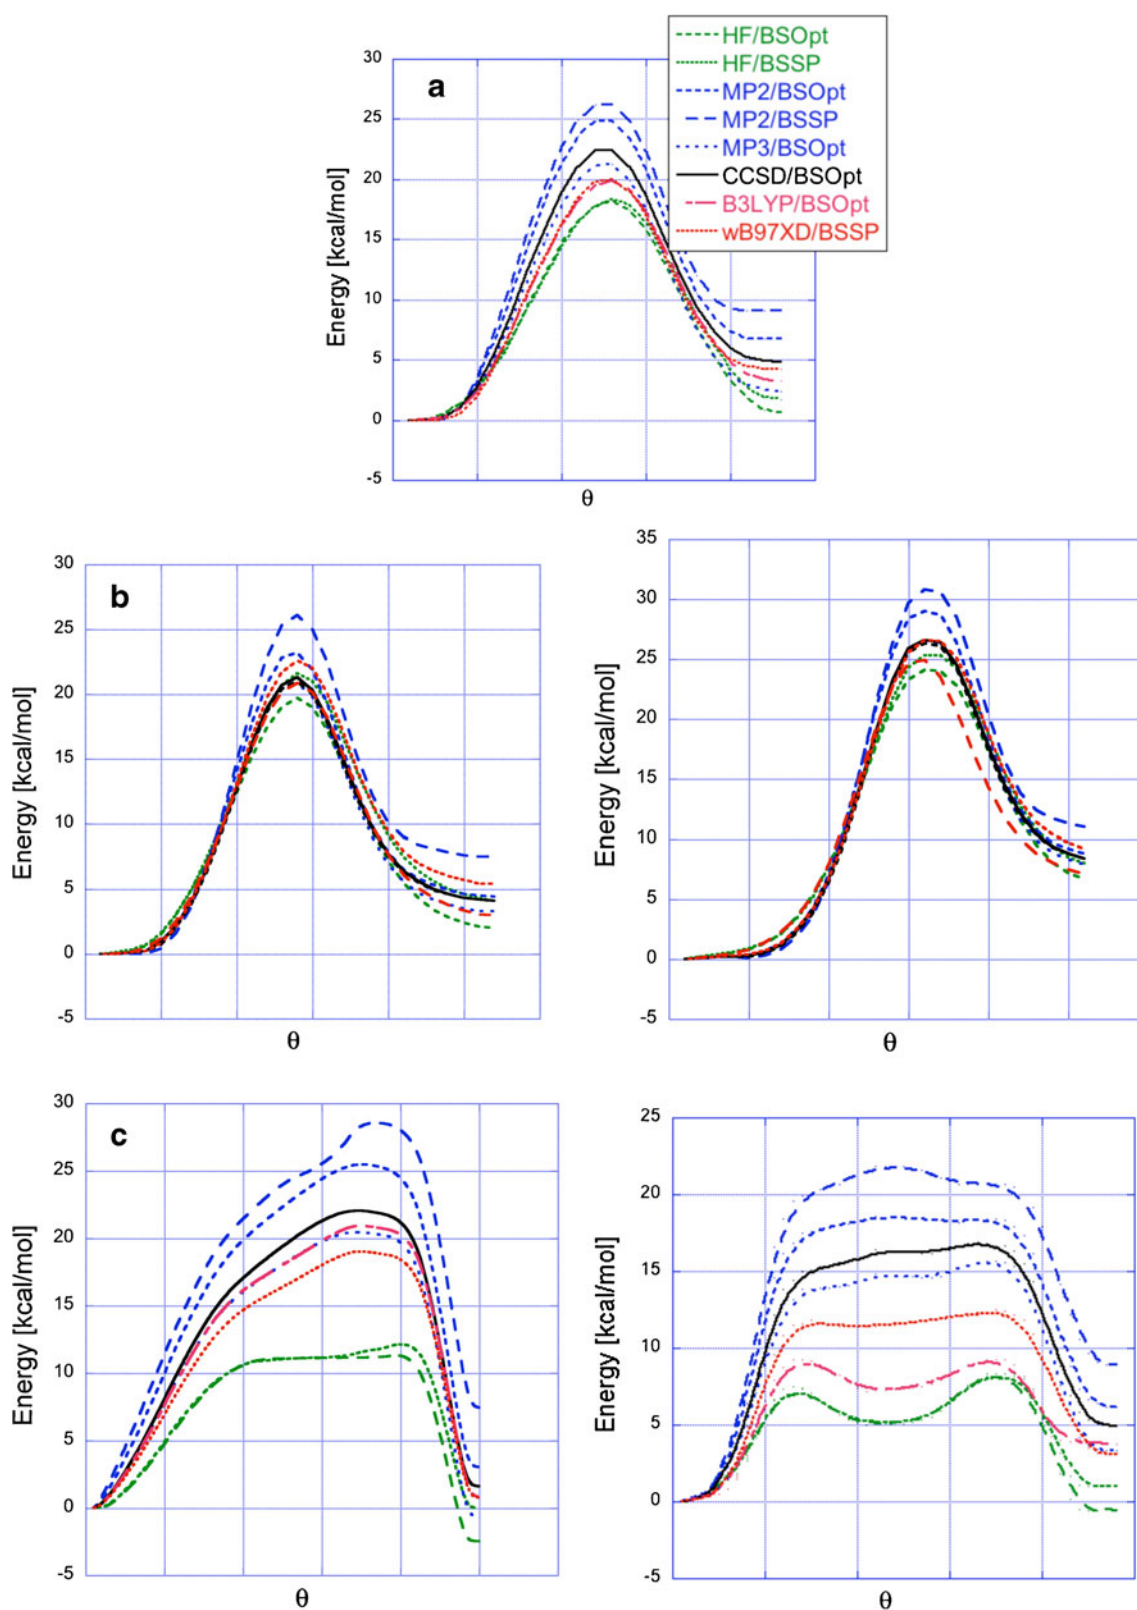 HF/BSOpt
HF/BSSP
MP2/BSOpt
MP2/BSSP
MP3/BSOpt
CCSD/BSOpt
B3LYP/BSOpt
wB97XD/BSSP
a
30
25
20
15
10
5
0
-5
Energy [kcal/mol]
θ
b
30
25
20
15
10
5
0
-5
Energy [kcal/mol]
θ
35
30
25
20
15
10
5
0
-5
Energy [kcal/mol]
θ
c
30
25
20
15
10
5
0
-5
Energy [kcal/mol]
θ
25
20
15
10
5
0
-5
Energy [kcal/mol]
θ